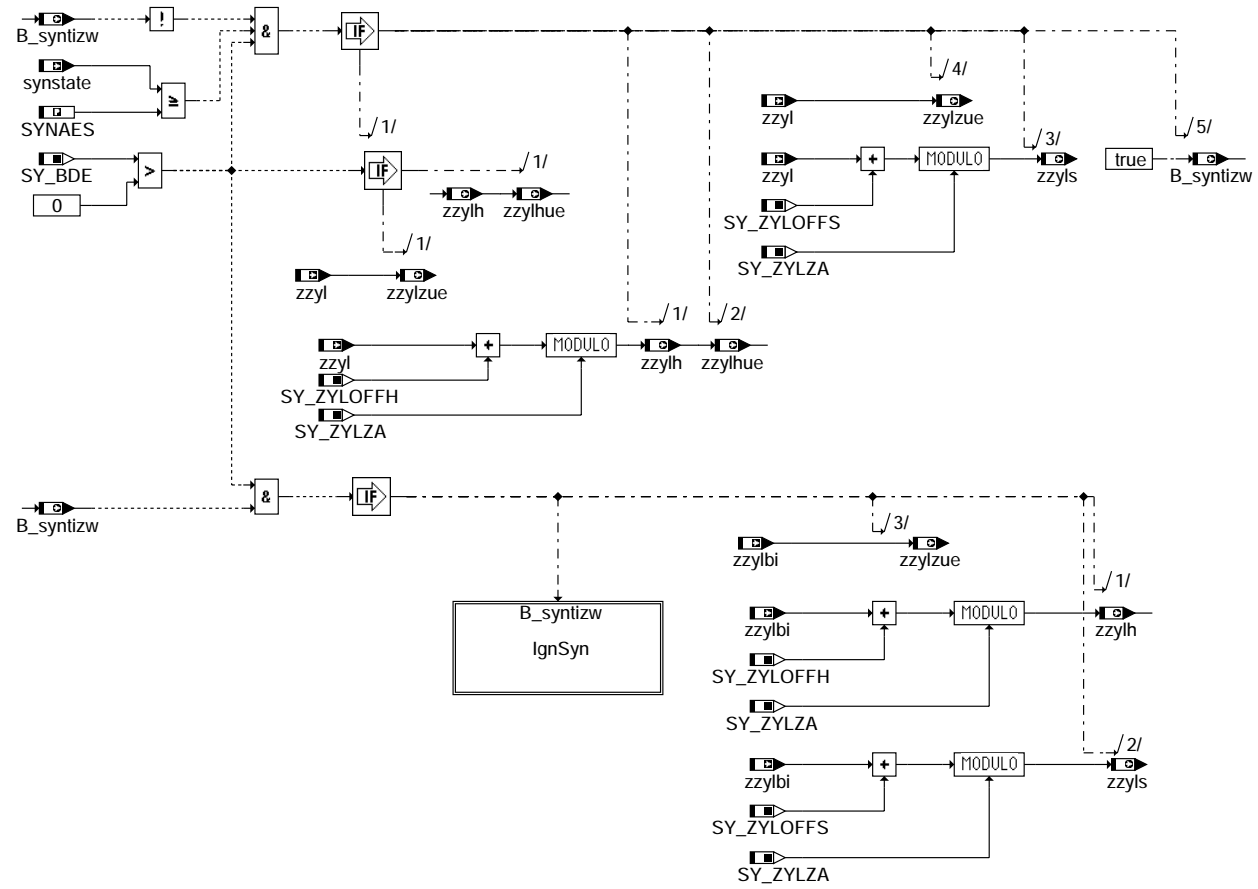 !
B_syntizw
&
IF
synstate
/4/
≥
zzyl
zzylzue
SYNAES
/1/
/3/
/5/
SY_BDE
>
IF
/1/
zzyl
+
MODULO
zzyls
true
B_syntizw
0
zzylh
zzylhue
SY_ZYLOFFS
/1/
SY_ZYLZA
zzyl
zzylzue
/1/
/2/
zzyl
+
MODULO
zzylh
zzylhue
SY_ZYLOFFH
SY_ZYLZA
&
IF
B_syntizw
/3/
zzylbi
zzylzue
/1/
B_syntizw
IgnSyn
zzylbi
+
MODULO
zzylh
SY_ZYLOFFH
SY_ZYLZA
/2/
zzylbi
+
MODULO
zzyls
SY_ZYLOFFS
SY_ZYLZA